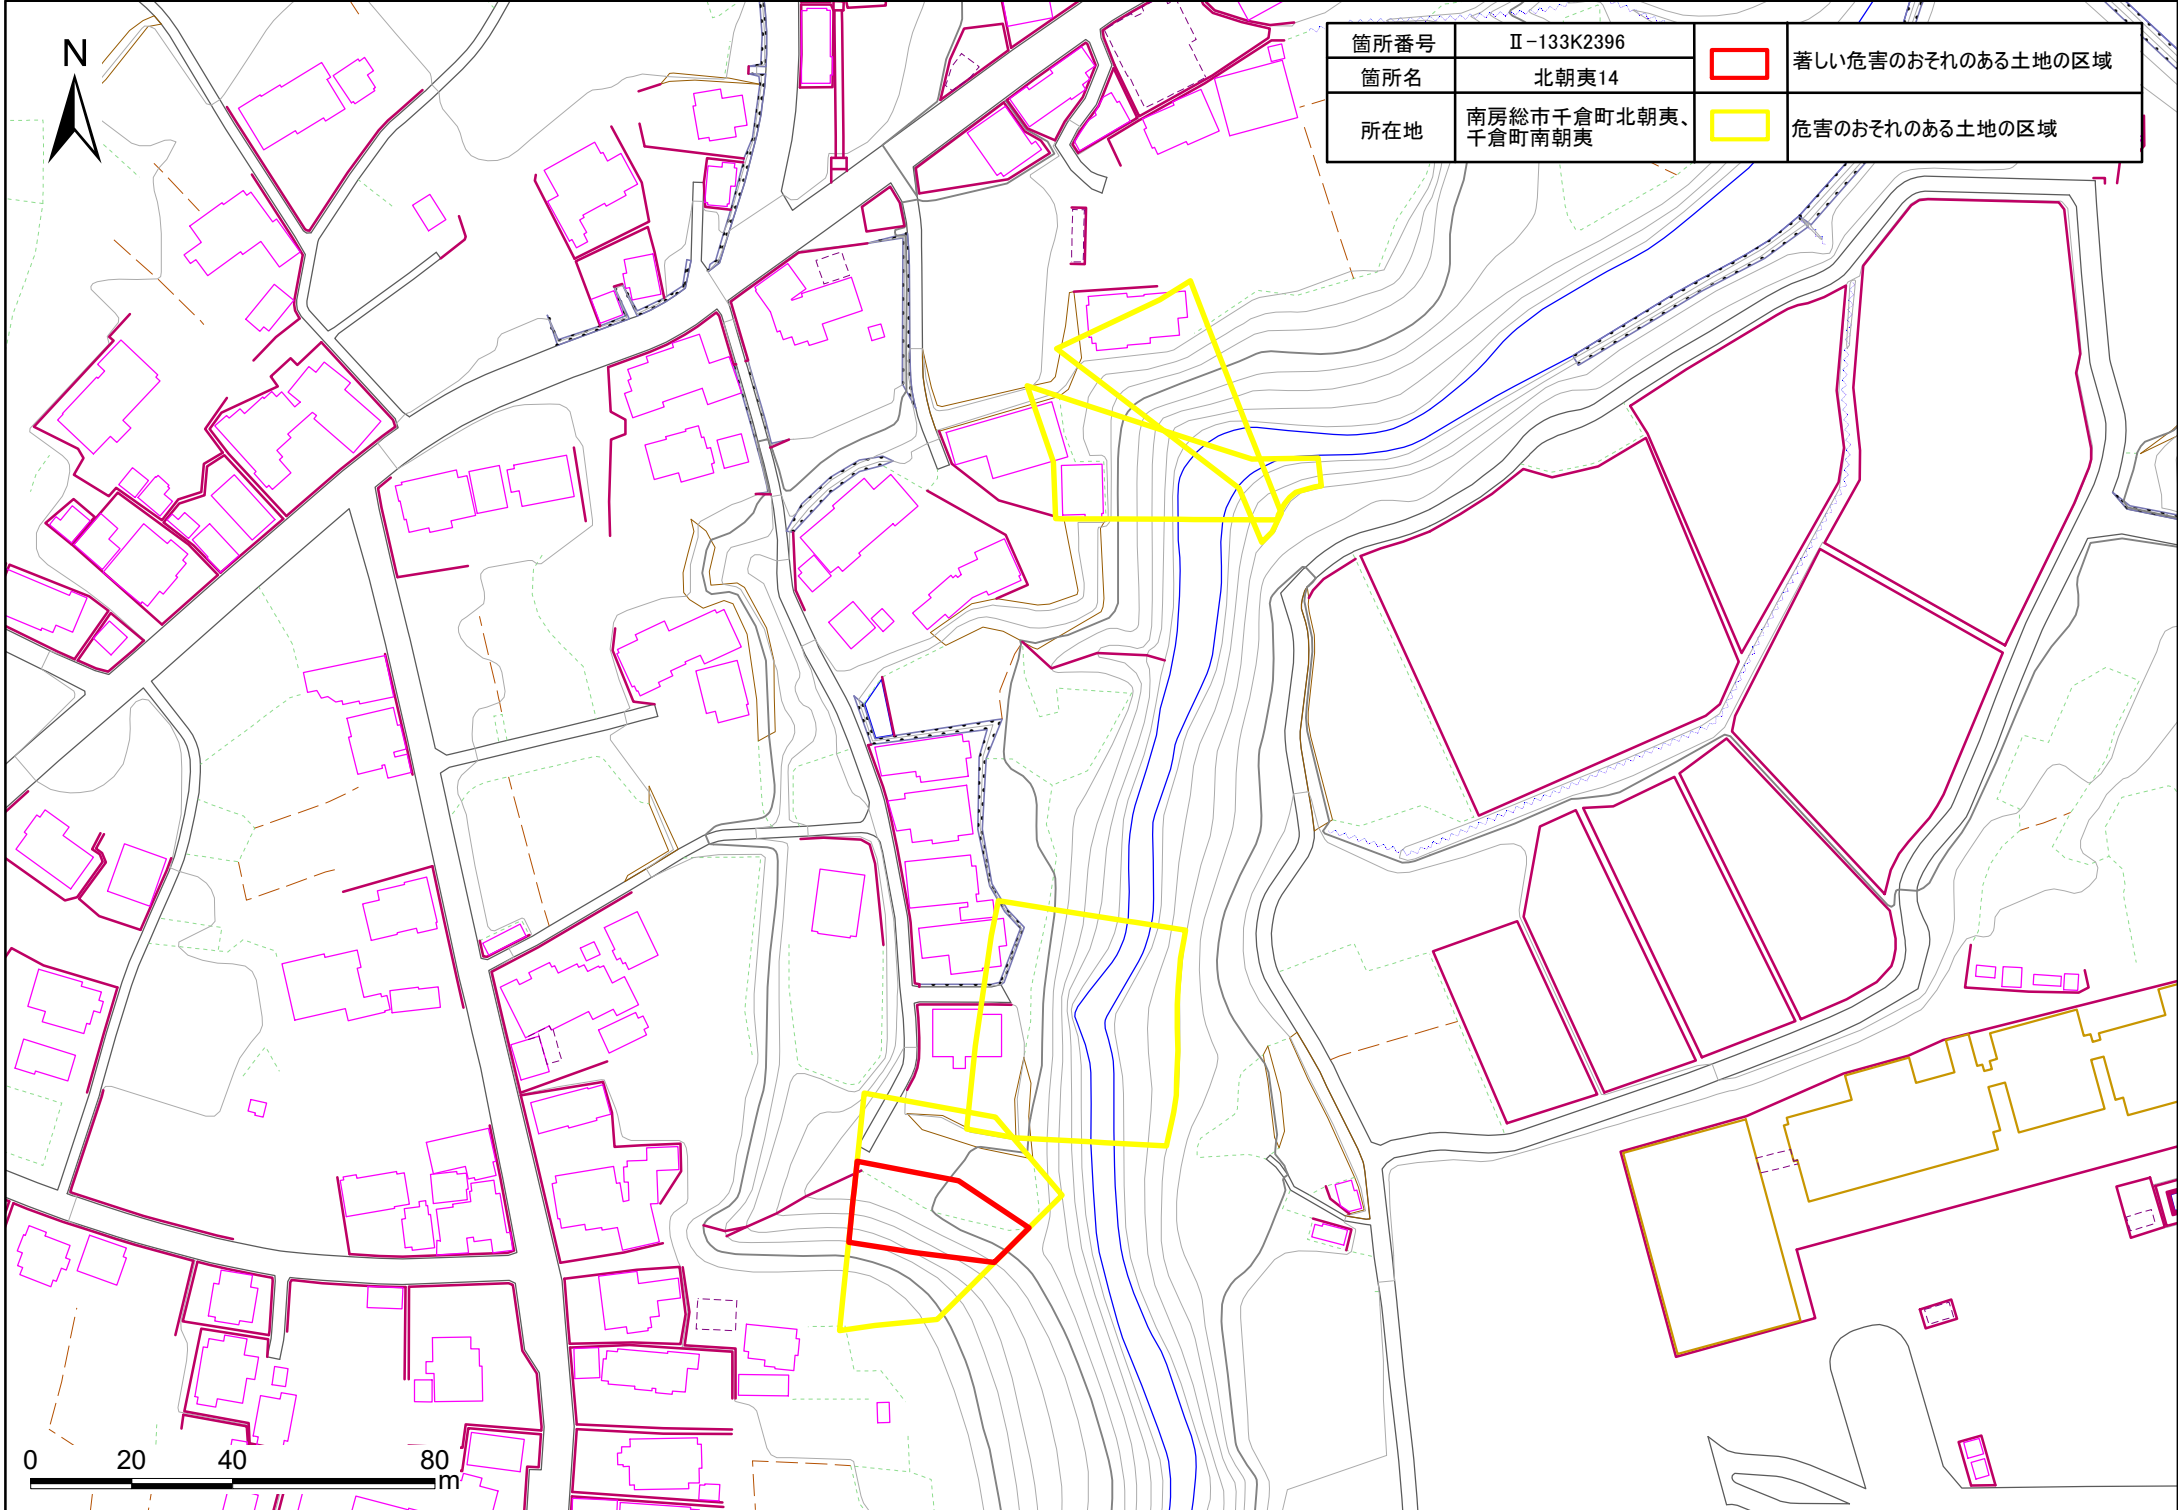 N
箇所番号 Ⅱ-133K2396 著しい危害のおそれのある土地の区域
箇所名 北朝夷14
所在地 南房総市千倉町北朝夷、
千倉町南朝夷
危害のおそれのある土地の区域
0 20 40 80
m